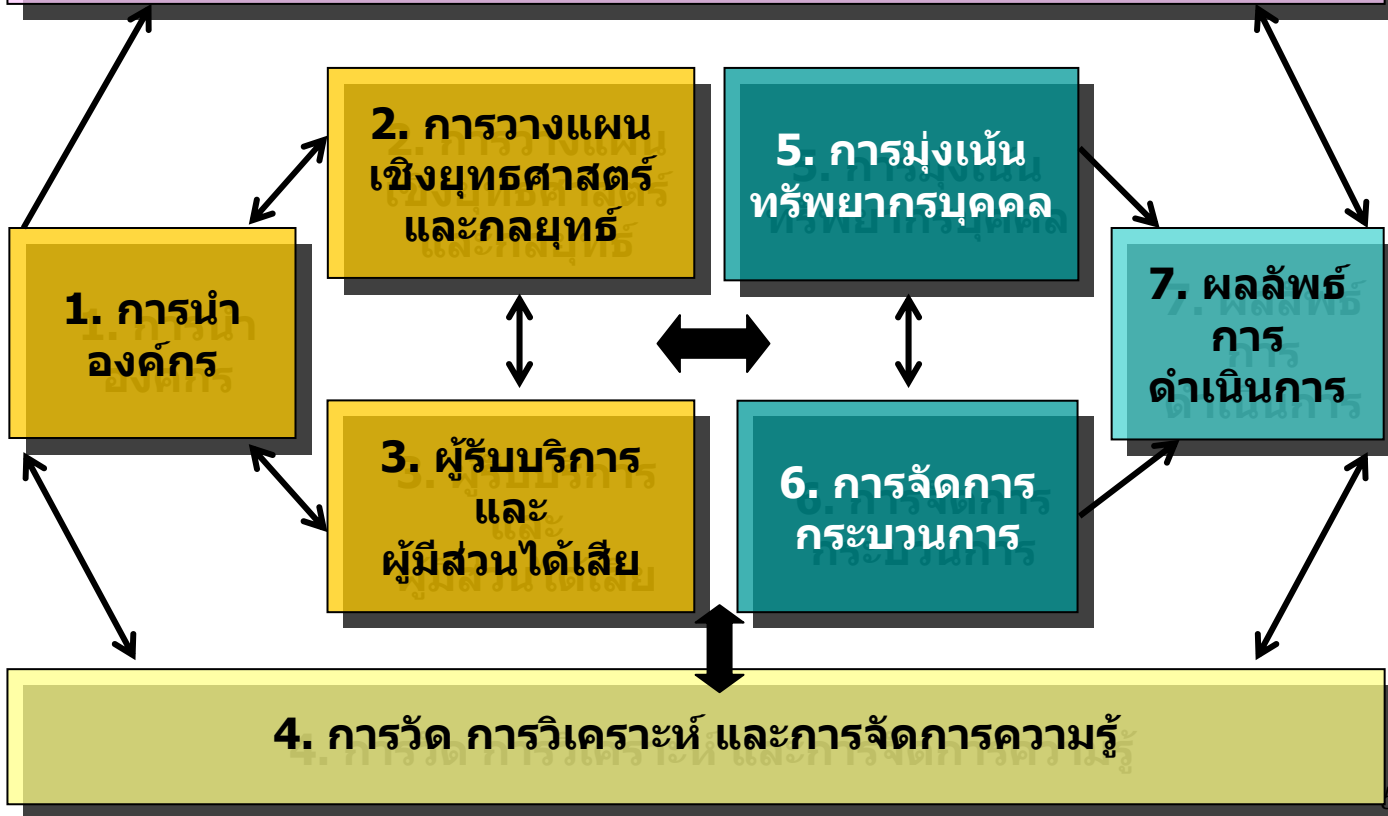 2. การวางแผน
เชิงยุทธศาสตร์
และกลยุทธ์
5. การมุ่งเน้น
ทรัพยากรบุคคล
1. การนำ
องค์กร
7. ผลลัพธ์
การ
ดำเนินการ
3. ผู้รับบริการ
และ
ผู้มีส่วนได้เสีย
6. การจัดการ
กระบวนการ
4. การวัด การวิเคราะห์ และการจัดการความรู้